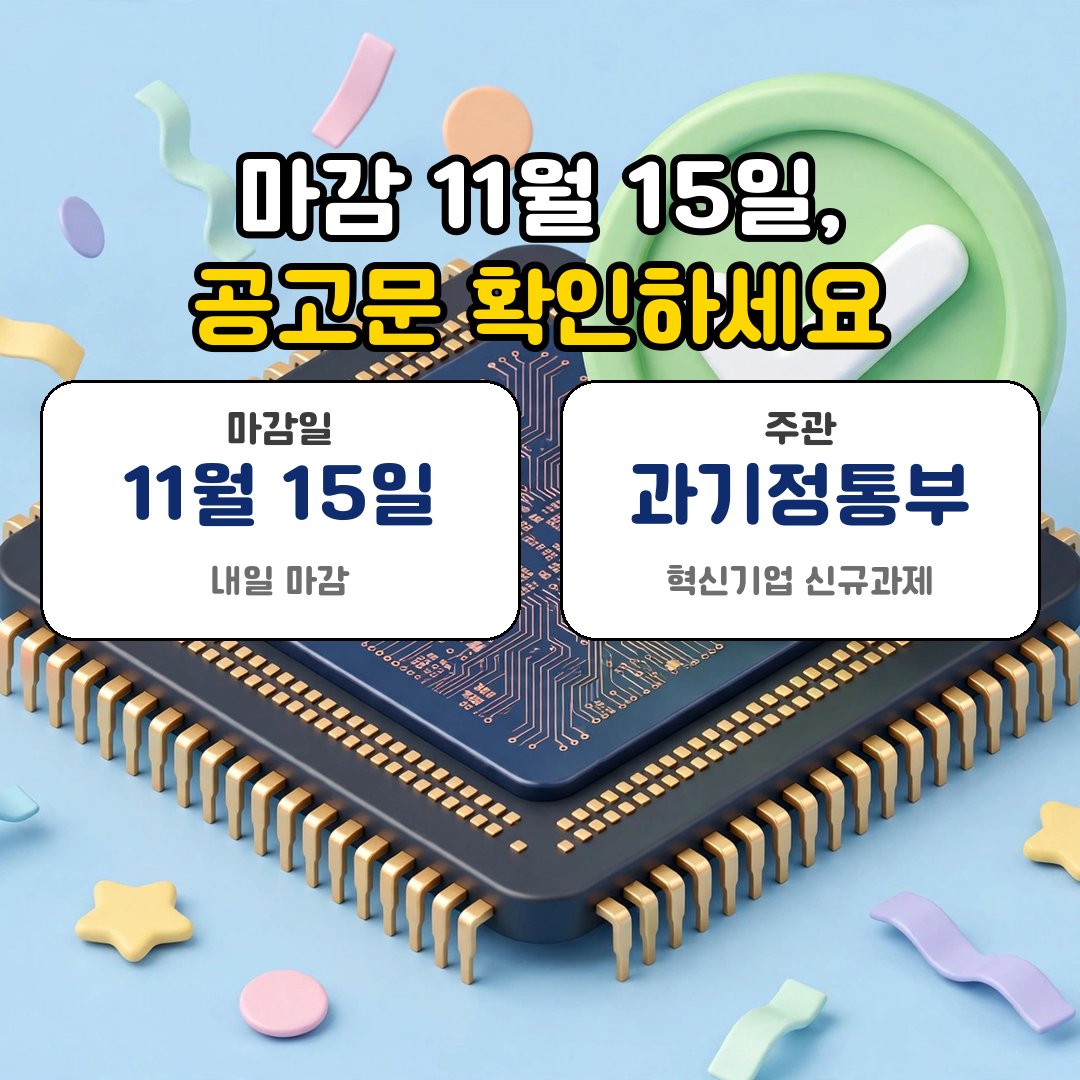 마감 11월 15일,
공고문 확인하세요
마감일
11월 15일
내일 마감
주관
과기정통부
혁신기업 신규과제